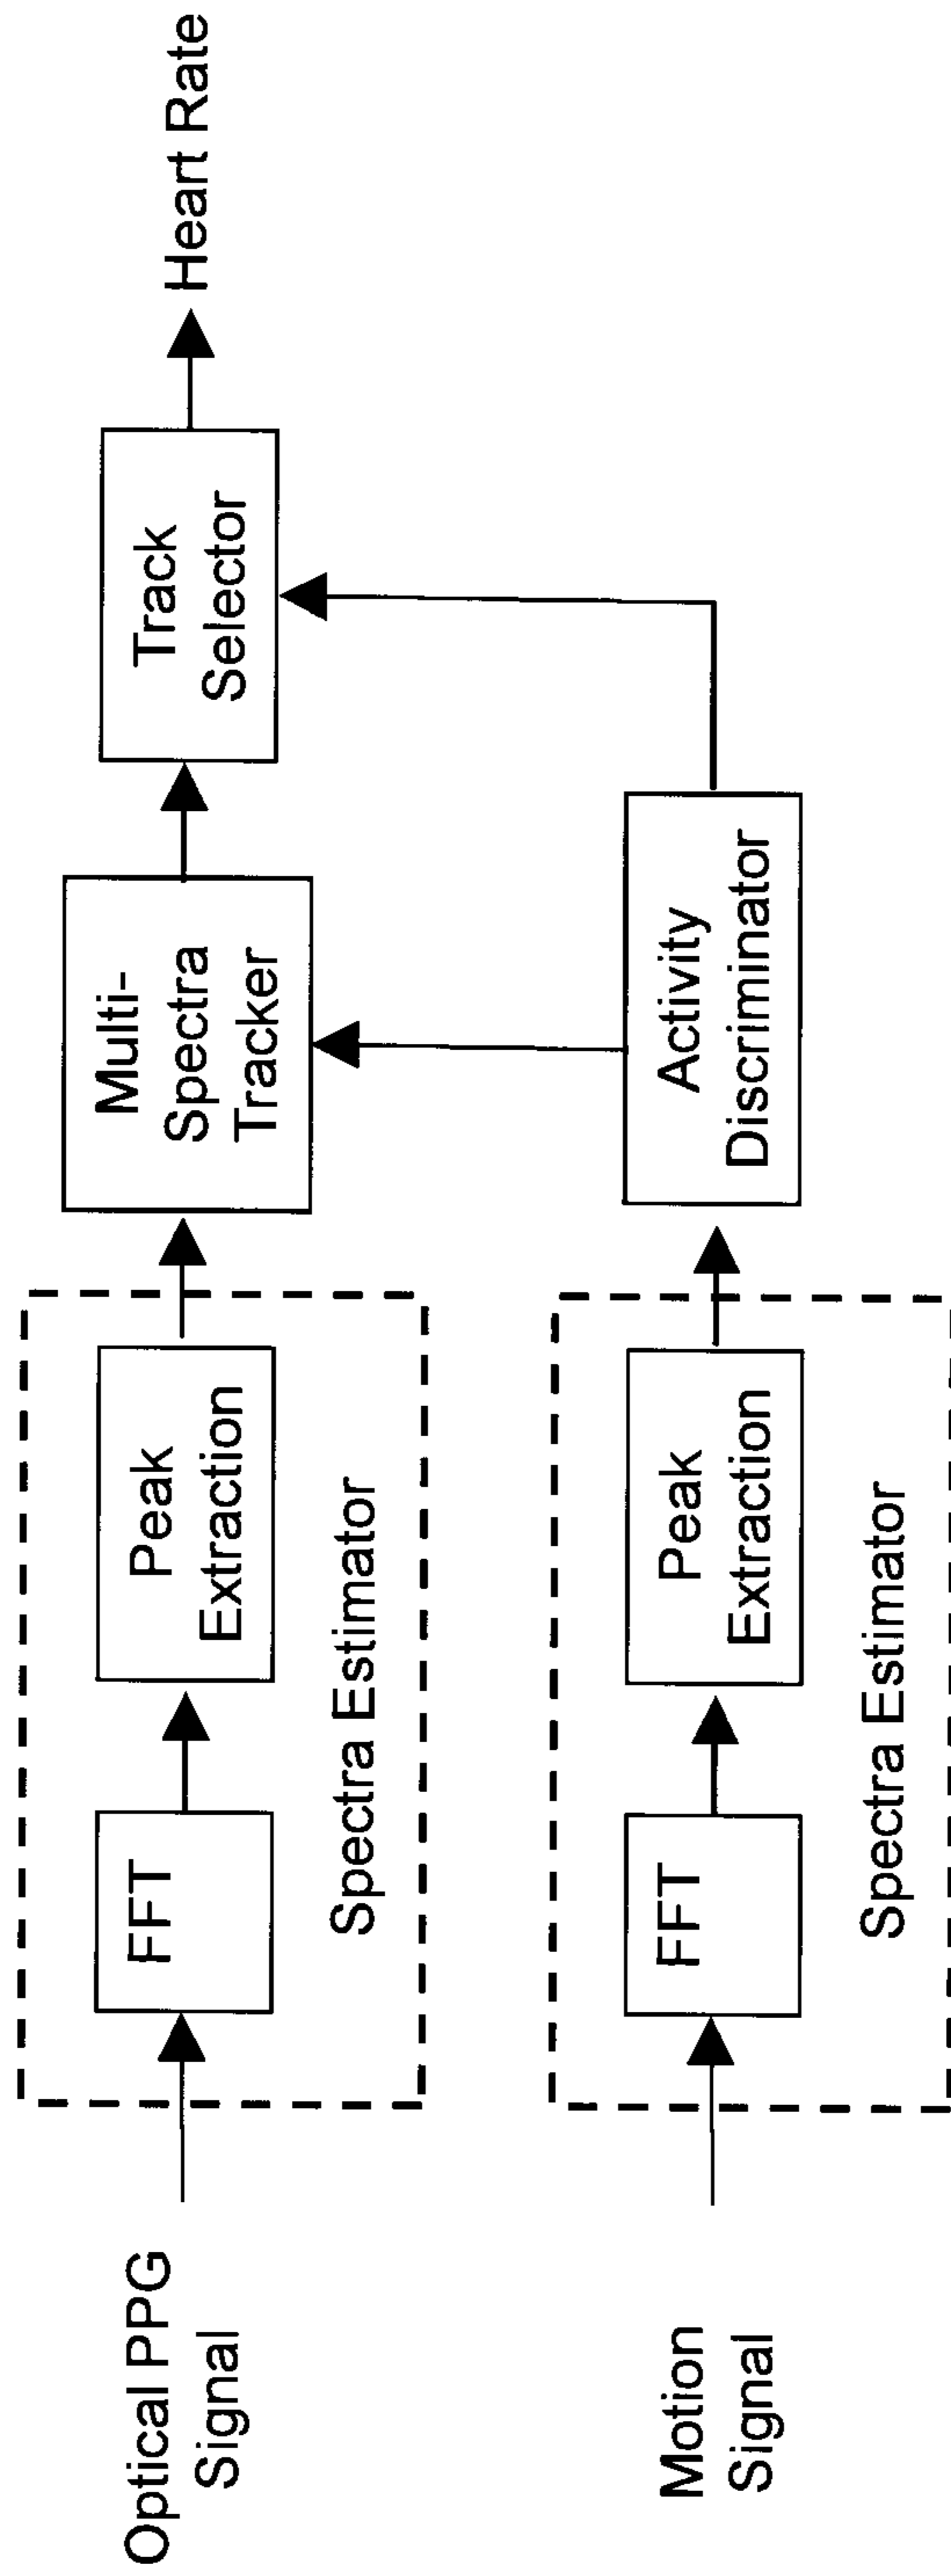 Optical PPG
Signal
FFT
Peak
Extraction
Spectra Estimator
Multi-
Spectra
Tracker
Track
Selector
Heart Rate
Motion
Signal
FFT
Peak
Extraction
Spectra Estimator
Activity
Discriminator